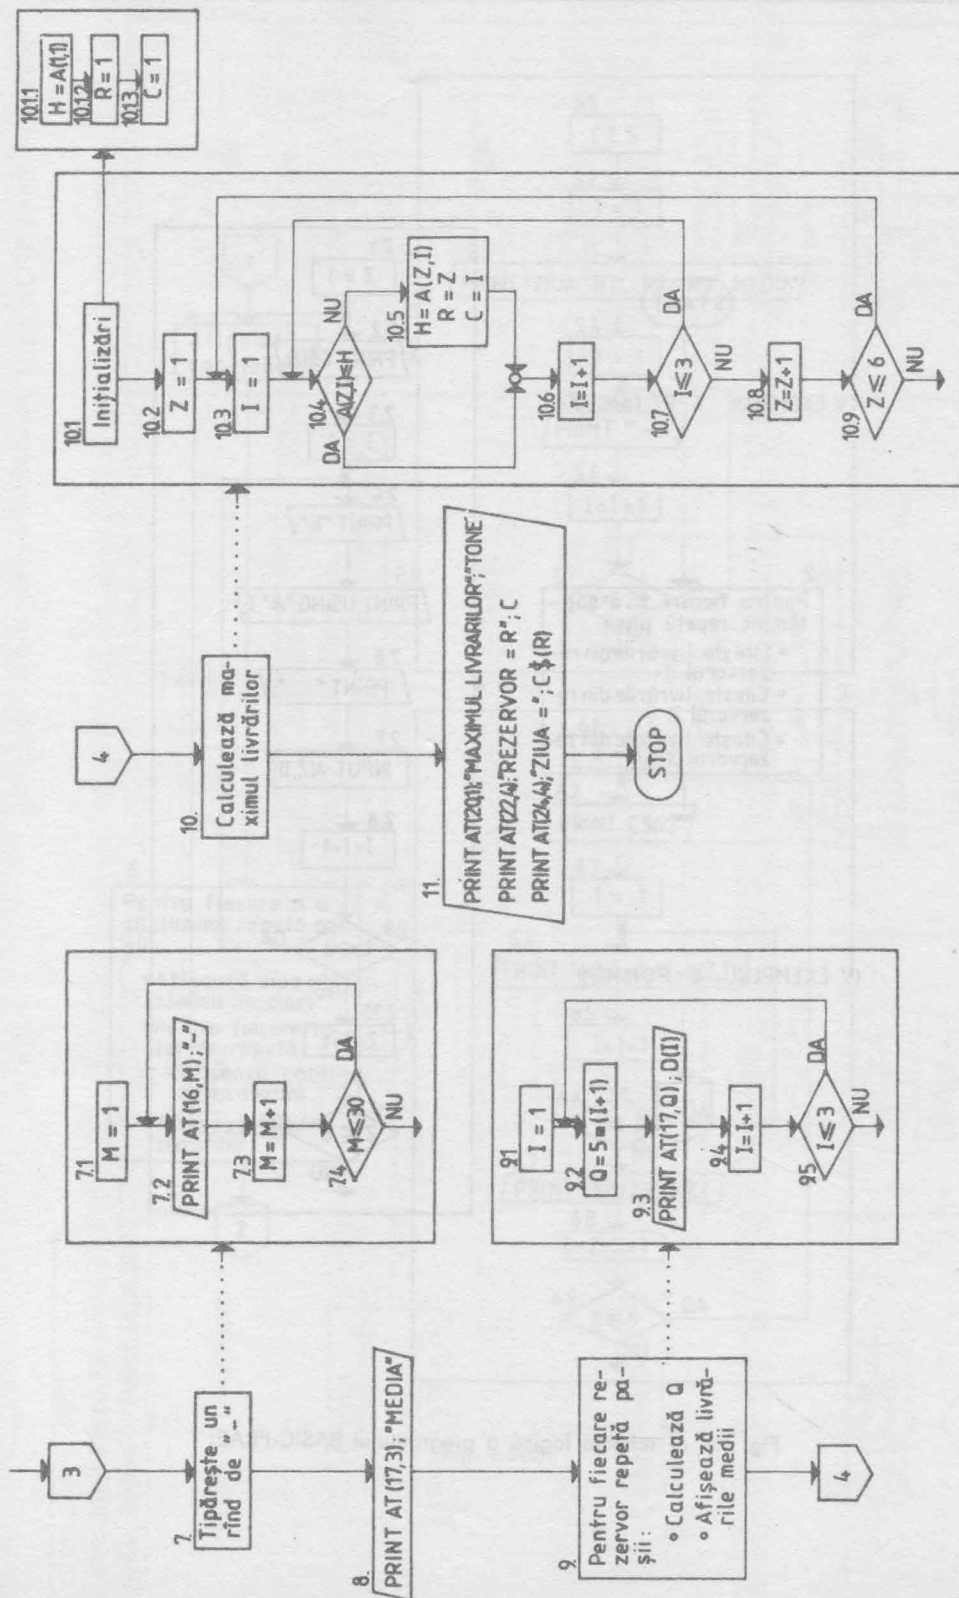 3
7.
Tipărește un
rînd de "-"
8.
PRINT AT(17,3);"MEDIA"
9.
Pentru fiecare re-
zervor repetă pa-
șii:
• Calculează Q
• Afișează livră-
rile medii
4
7.1
M = 1
7.2
PRINT AT(16,M);"-"
7.3
M=M+1
7.4
M≤30
DA
NU
9.1
I = 1
9.2
Q=5*(I+1)
9.3
PRINT AT(17,Q);D(I)
9.4
I=I+1
9.5
I≤3
DA
NU
4
10.
Calculează ma-
ximul livrărilor
11.
PRINT AT(20,1);"MAXIMUL LIVRARILOR";"TONE
PRINT AT(22,4);"REZERVOR = R"; C
PRINT AT(24,4);"ZIUA ="; C$(R)
STOP
10.1
Inițializări
10.2
Z = 1
10.3
I = 1
10.4
A(Z,I)≤H
DA
NU
10.5
H=A(Z,I)
R = Z
C = I
10.6
I=I+1
10.7
I≤3
DA
NU
10.8
Z=Z+1
10.9
Z≤6
DA
NU
10.1.1
H=A(1,1)
10.1.2
R=1
10.1.3
C=1